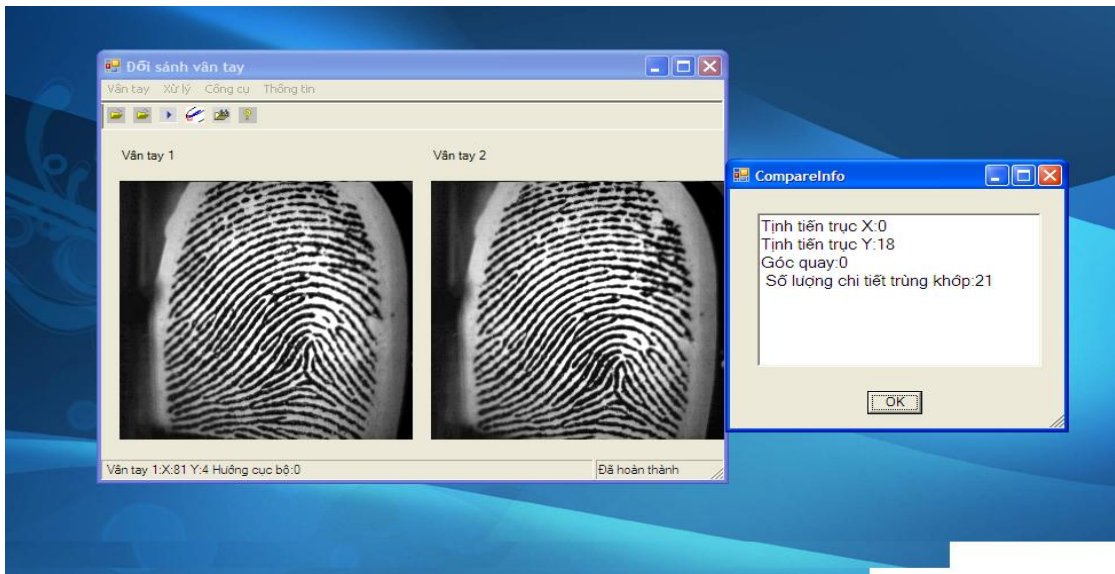 Đối sánh vân tay
Vân tay Xử lý Công cụ Thông tin
Vân tay 1
Vân tay 2
Vân tay 1:X:81 Y:4 Hướng cục bộ:0
Đã hoàn thành
CompareInfo
Tịnh tiến trục X:0
Tịnh tiến trục Y:18
Góc quay:0
Số lượng chi tiết trùng khớp:21
OK